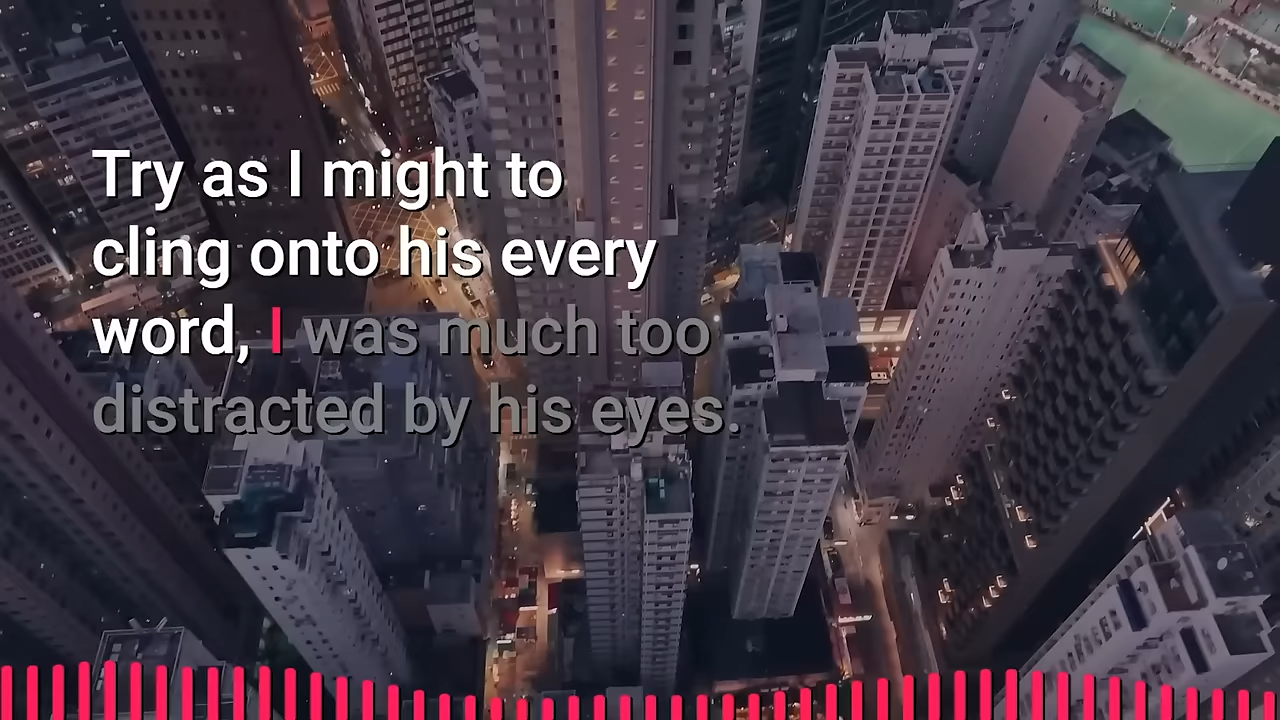 Try as I might to
cling onto his every
word, I was much too
distracted by his eyes.